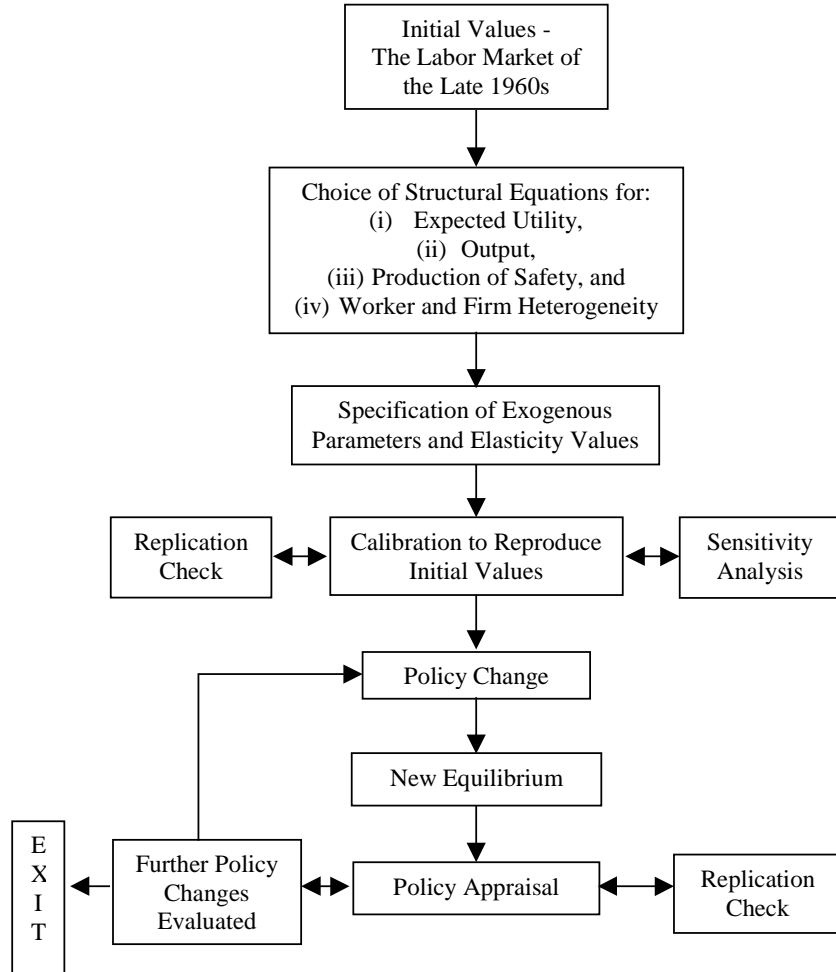 Initial Values -
The Labor Market of
the Late 1960s
Choice of Structural Equations for:
(i) Expected Utility,
(ii) Output,
(iii) Production of Safety, and
(iv) Worker and Firm Heterogeneity
Specification of Exogenous
Parameters and Elasticity Values
Replication
Check
Calibration to Reproduce
Initial Values
Sensitivity
Analysis
Policy Change
New Equilibrium
E
X
I
T
Further Policy
Changes
Evaluated
Policy Appraisal
Replication
Check